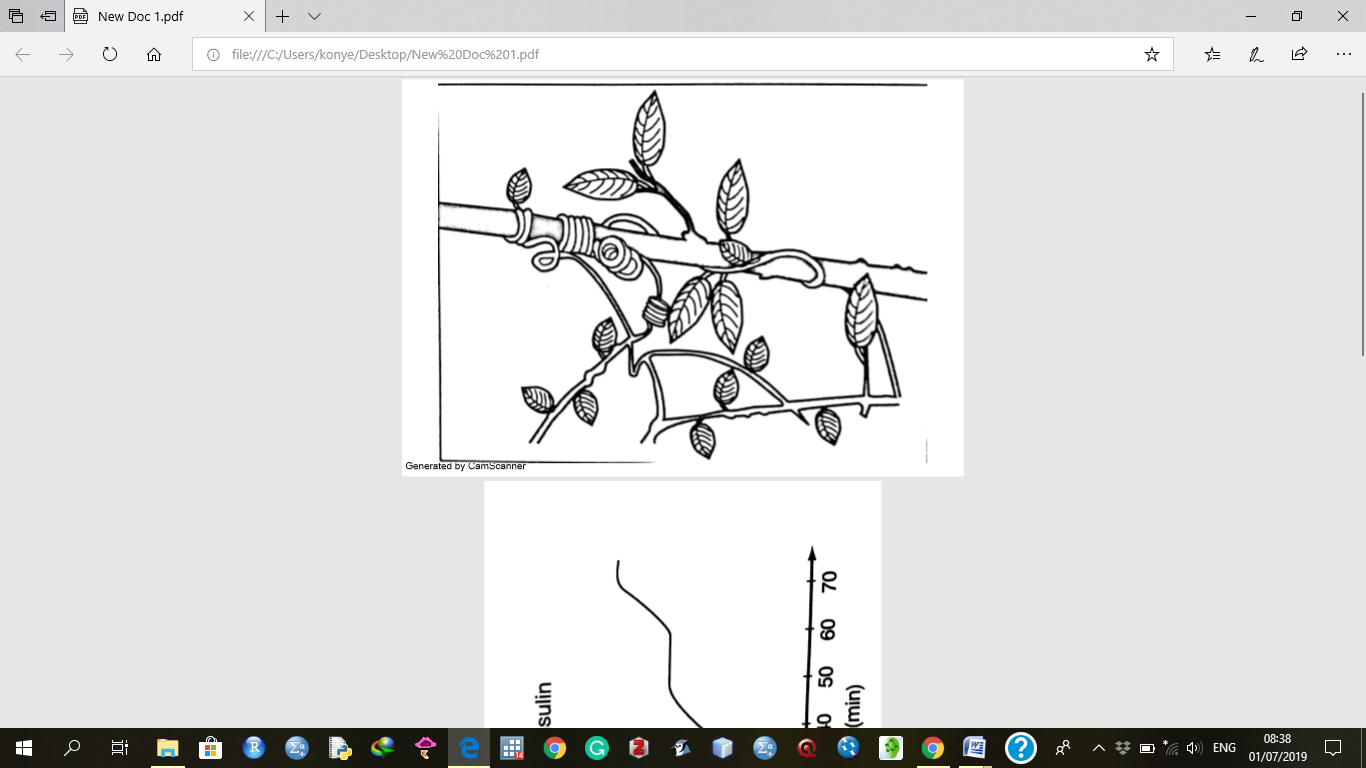 New Doc 1.pdf
file:///C:/Users/konye/Desktop/New%20Doc%201.pdf
Generated by CamScanner
70
60
50
(min)
sulin
ENG
08:38
01/07/2019